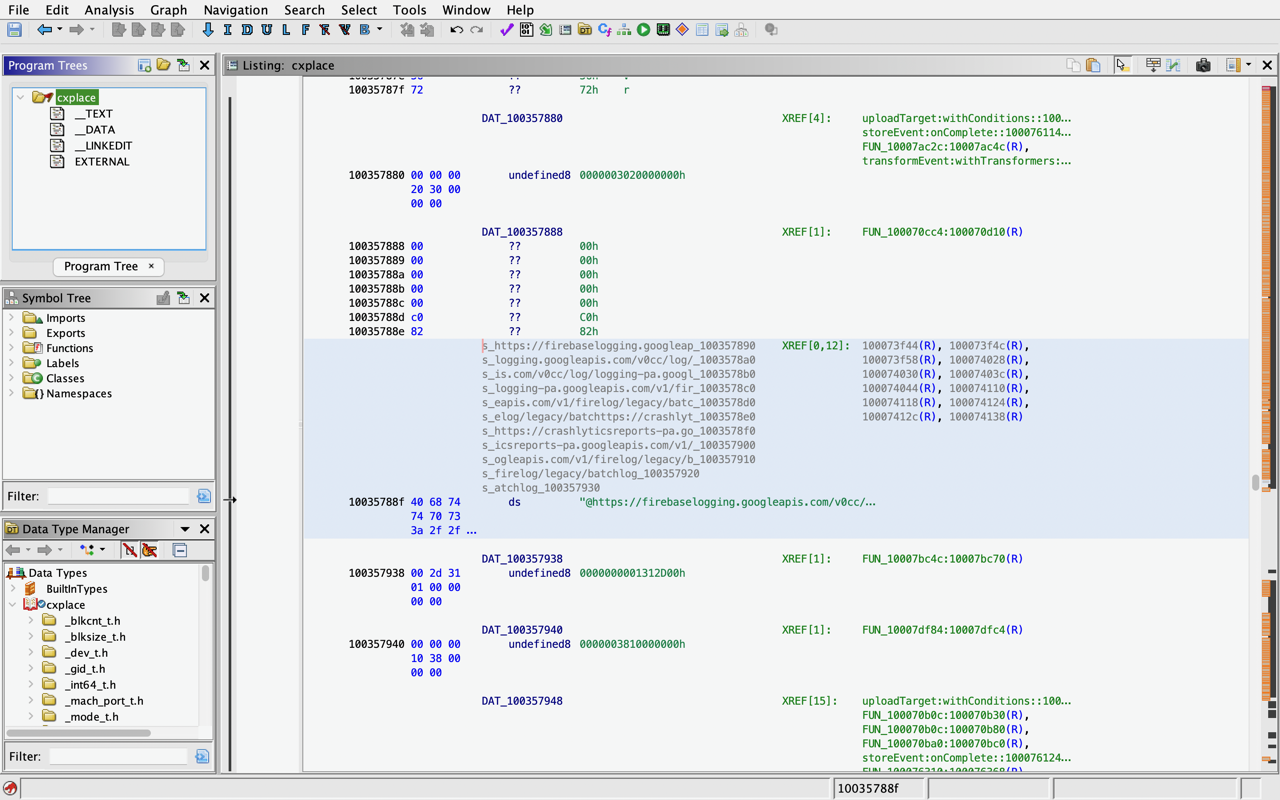 File Edit Analysis Graph Navigation Search Select Tools Window Help
I D U L F R V B
Program Trees
cxplace
__TEXT
__DATA
__LINKEDIT
EXTERNAL
Program Tree ×
Symbol Tree
Imports
Exports
Functions
Labels
Classes
Namespaces
Filter:
Data Type Manager
Data Types
BuiltInTypes
cxplace
_blkcnt_t.h
_blksize_t.h
_dev_t.h
_gid_t.h
_int64_t.h
_mach_port_t.h
_mode_t.h
Filter:
Listing: cxplace
10035787f 72 ?? 72h r
DAT_100357880 XREF[4]: uploadTarget:withConditions::100...
storeEvent:onComplete::100076114...
FUN_10007ac2c:10007ac4c(R),
transformEvent:withTransformers:...
100357880 00 00 00 undefined8 0000003020000000h
20 30 00
00 00
DAT_100357888 XREF[1]: FUN_100070cc4:100070d10(R)
100357888 00 ?? 00h
100357889 00 ?? 00h
10035788a 00 ?? 00h
10035788b 00 ?? 00h
10035788c 00 ?? 00h
10035788d c0 ?? C0h
10035788e 82 ?? 82h
s_https://firebaselogging.googleap_100357890 XREF[0,12]: 100073f44(R), 100073f4c(R),
s_logging.googleapis.com/v0cc/log/_1003578a0 100073f58(R), 100074028(R),
s_is.com/v0cc/log/logging-pa.googl_1003578b0 100074030(R), 10007403c(R),
s_logging-pa.googleapis.com/v1/fir_1003578c0 100074044(R), 100074110(R),
s_eapis.com/v1/firelog/legacy/batc_1003578d0 100074118(R), 100074124(R),
s_elog/legacy/batchhttps://crashlyt_1003578e0 10007412c(R), 100074138(R)
s_https://crashlyticsreports-pa.go_1003578f0
s_icsreports-pa.googleapis.com/v1/_100357900
s_ogleapis.com/v1/firelog/legacy/b_100357910
s_firelog/legacy/batchlog_100357920
s_atchlog_100357930
10035788f 40 68 74 ds "@https://firebaselogging.googleapis.com/v0cc/...
74 70 73
3a 2f 2f ...
DAT_100357938 XREF[1]: FUN_10007bc4c:10007bc70(R)
100357938 00 2d 31 undefined8 0000000001312D00h
01 00 00
00 00
DAT_100357940 XREF[1]: FUN_10007df84:10007dfc4(R)
100357940 00 00 00 undefined8 0000003810000000h
10 38 00
00 00
DAT_100357948 XREF[15]: uploadTarget:withConditions::100...
FUN_100070b0c:100070b30(R),
FUN_100070b0c:100070b80(R),
FUN_100070ba0:100070bc0(R),
storeEvent:onComplete::100076124...
10035788f